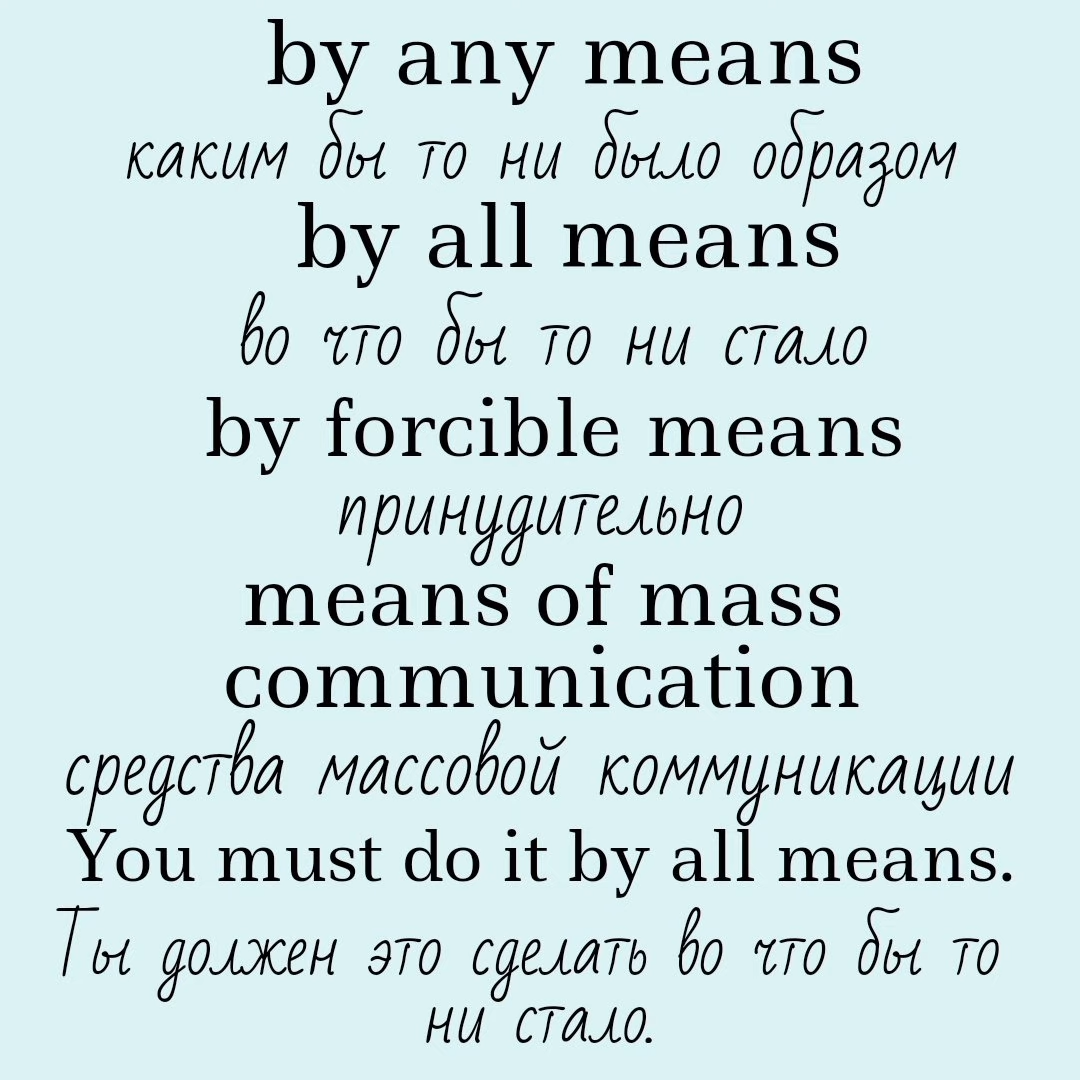 by any means
каким бы то ни было образом
by all means
во что бы то ни стало
by forcible means
принудительно
means of mass
communication
средства массовой коммуникации
You must do it by all means.
Ты должен это сделать во что бы то
ни стало.